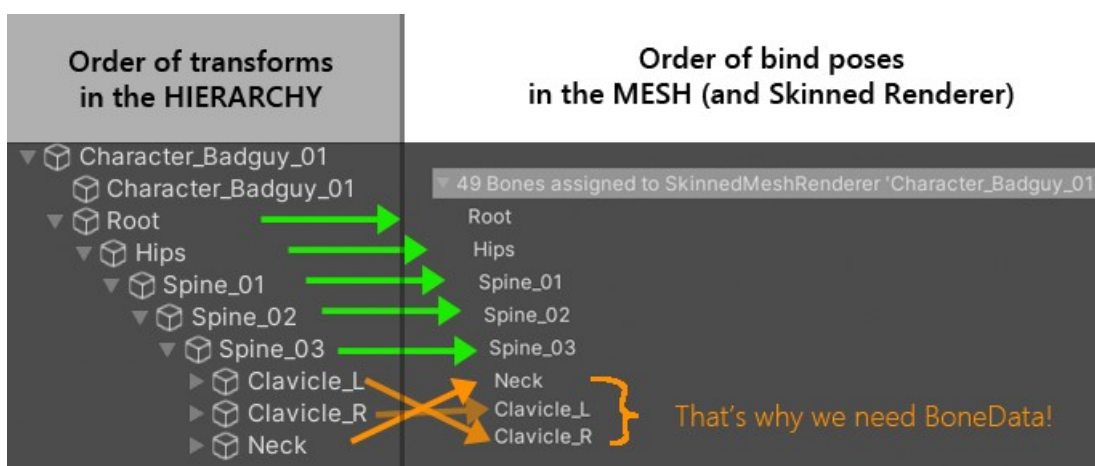 Order of transforms
in the HIERARCHY
Order of bind poses
in the MESH (and Skinned Renderer)
Character_Badguy_01
Character_Badguy_01
Root
Hips
Spine_01
Spine_02
Spine_03
Clavicle_L
Clavicle_R
Neck
49 Bones assigned to SkinnedMeshRenderer 'Character_Badguy_01
Root
Hips
Spine_01
Spine_02
Spine_03
Neck
Clavicle_L
Clavicle_R
That's why we need BoneData!